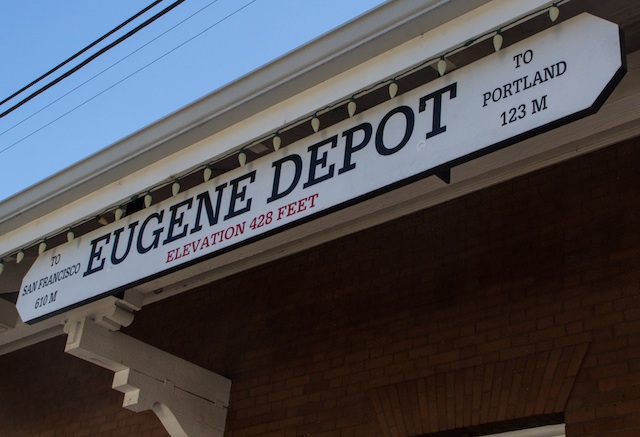 TO
SAN FRANCISCO
610 M
EUGENE DEPOT
ELEVATION 428 FEET
TO
PORTLAND
123 M